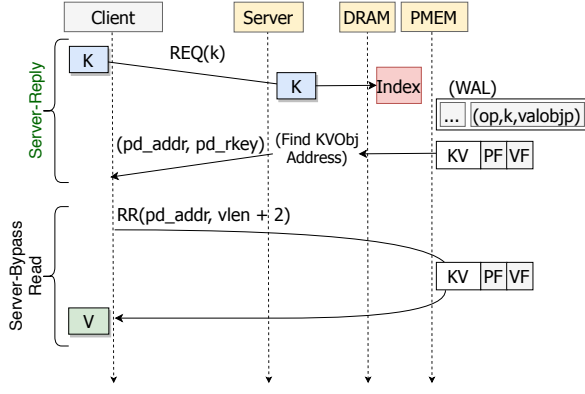 Client
Server
DRAM
PMEM
Server-Reply
K
REQ(k)
K
Index
(WAL)
... (op,k,valobjp)
(pd_addr, pd_rkey)
(Find KVObj
Address)
KV PF VF
Server-Bypass
Read
RR(pd_addr, vlen + 2)
KV PF VF
V